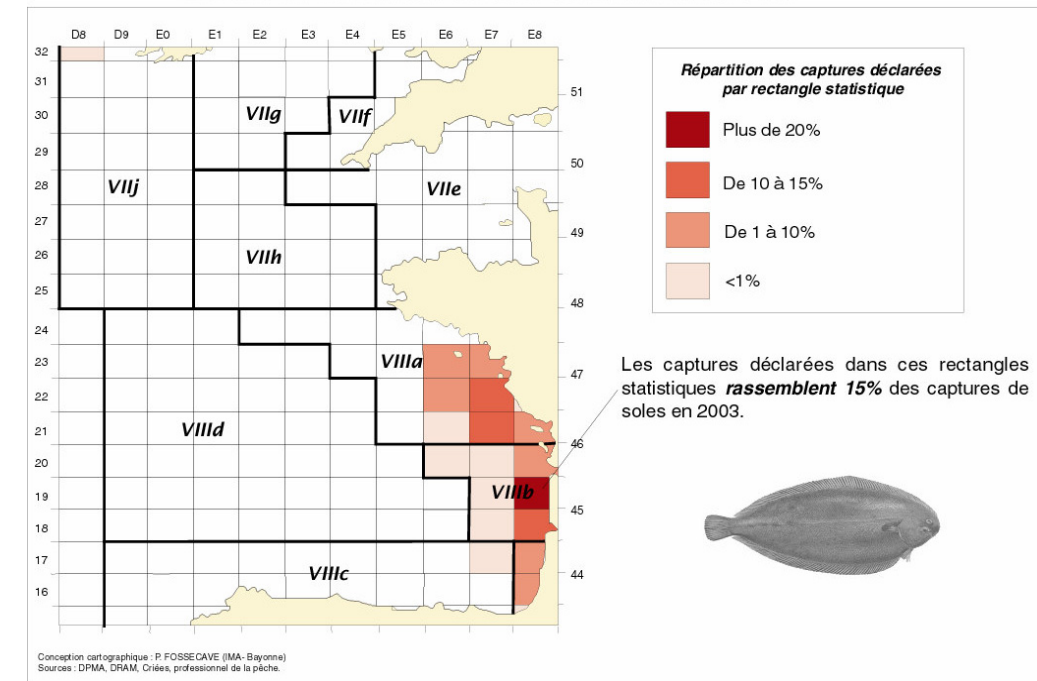 D8 D9 E0 E1 E2 E3 E4 E5 E6 E7 E8
32
31
30
29
28
27
26
25
24
23
22
21
20
19
18
17
16
51
50
49
48
47
46
45
44
VIIg
VIIf
VIIj
VIIe
VIIh
VIIIa
VIIId
VIIIb
VIIIc
Répartition des captures déclarées
par rectangle statistique
Plus de 20%
De 10 à 15%
De 1 à 10%
<1%
Les captures déclarées dans ces rectangles
statistiques rassemblent 15% des captures de
soles en 2003.
Conception cartographique : P. FOSSECAVE (IMA- Bayonne)
Sources : DPMA, DRAM, Criées, professionnel de la pêche.